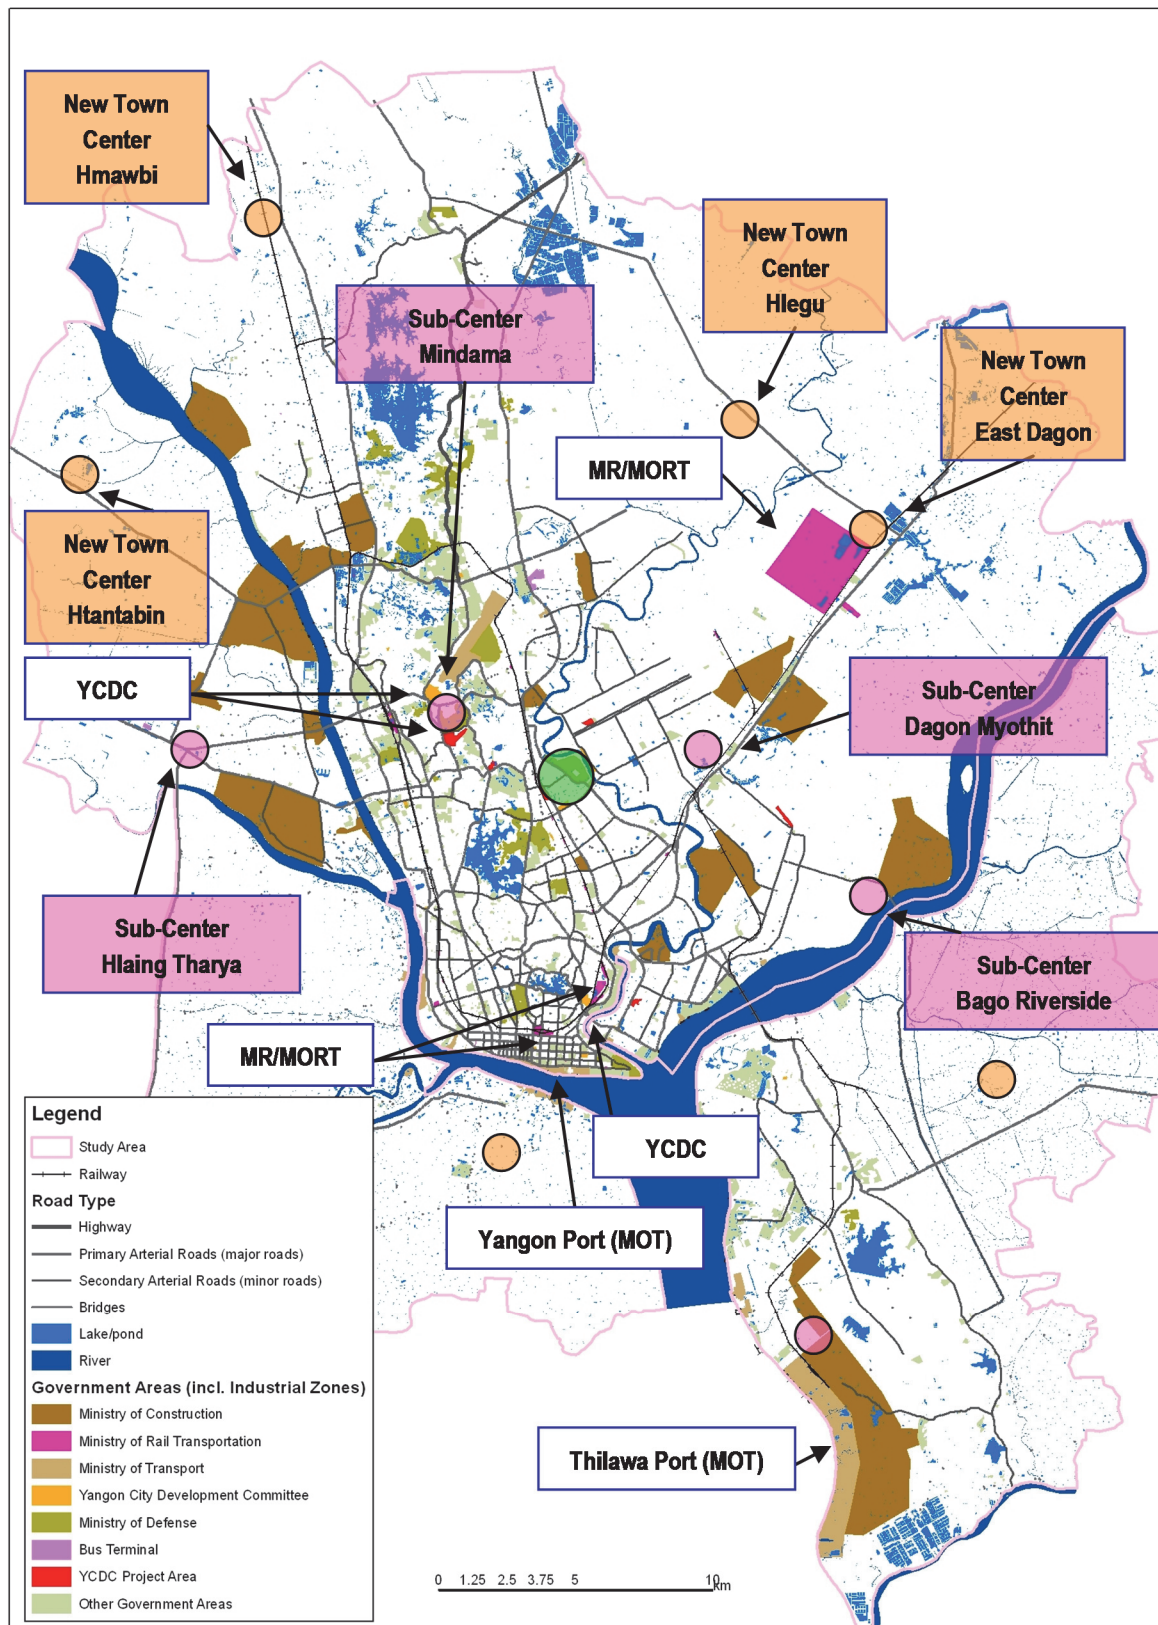 New Town
Center
Hmawbi
New Town
Center
Hlegu
Sub-Center
Mindama
New Town
Center
East Dagon
MR/MORT
New Town
Center
Htantabin
YCDC
Sub-Center
Dagon Myothit
Sub-Center
Hlaing Tharya
Sub-Center
Bago Riverside
MR/MORT
YCDC
Yangon Port (MOT)
Thilawa Port (MOT)
Legend
Study Area
Railway
Road Type
Highway
Primary Arterial Roads (major roads)
Secondary Arterial Roads (minor roads)
Bridges
Lake/pond
River
Government Areas (incl. Industrial Zones)
Ministry of Construction
Ministry of Rail Transportation
Ministry of Transport
Yangon City Development Committee
Ministry of Defense
Bus Terminal
YCDC Project Area
Other Government Areas
0 1.25 2.5 3.75 5 10
km